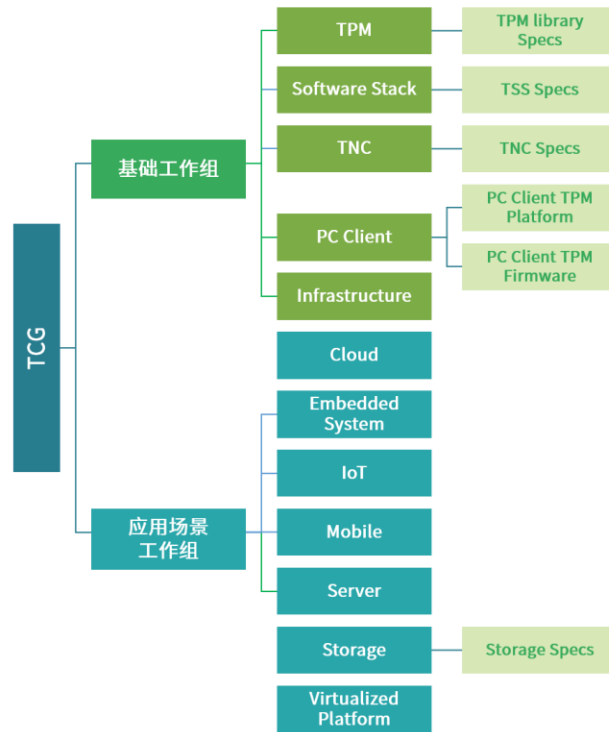 TCG
基础工作组
TPM
TPM library
Specs
Software Stack
TSS Specs
TNC
TNC Specs
PC Client
PC Client TPM
Platform
PC Client TPM
Firmware
Infrastructure
应用场景
工作组
Cloud
Embedded
System
IoT
Mobile
Server
Storage
Storage Specs
Virtualized
Platform